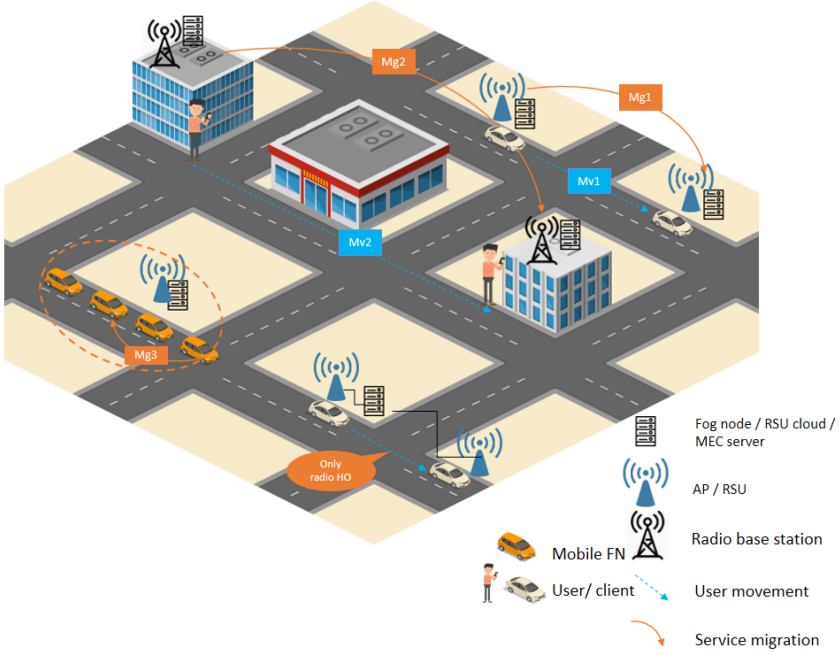 Mg2
Mg1
Mv1
Mv2
Mg3
Only
radio HO
Fog node / RSU cloud /
MEC server
AP / RSU
Radio base station
Mobile FN
User/ client
User movement
Service migration